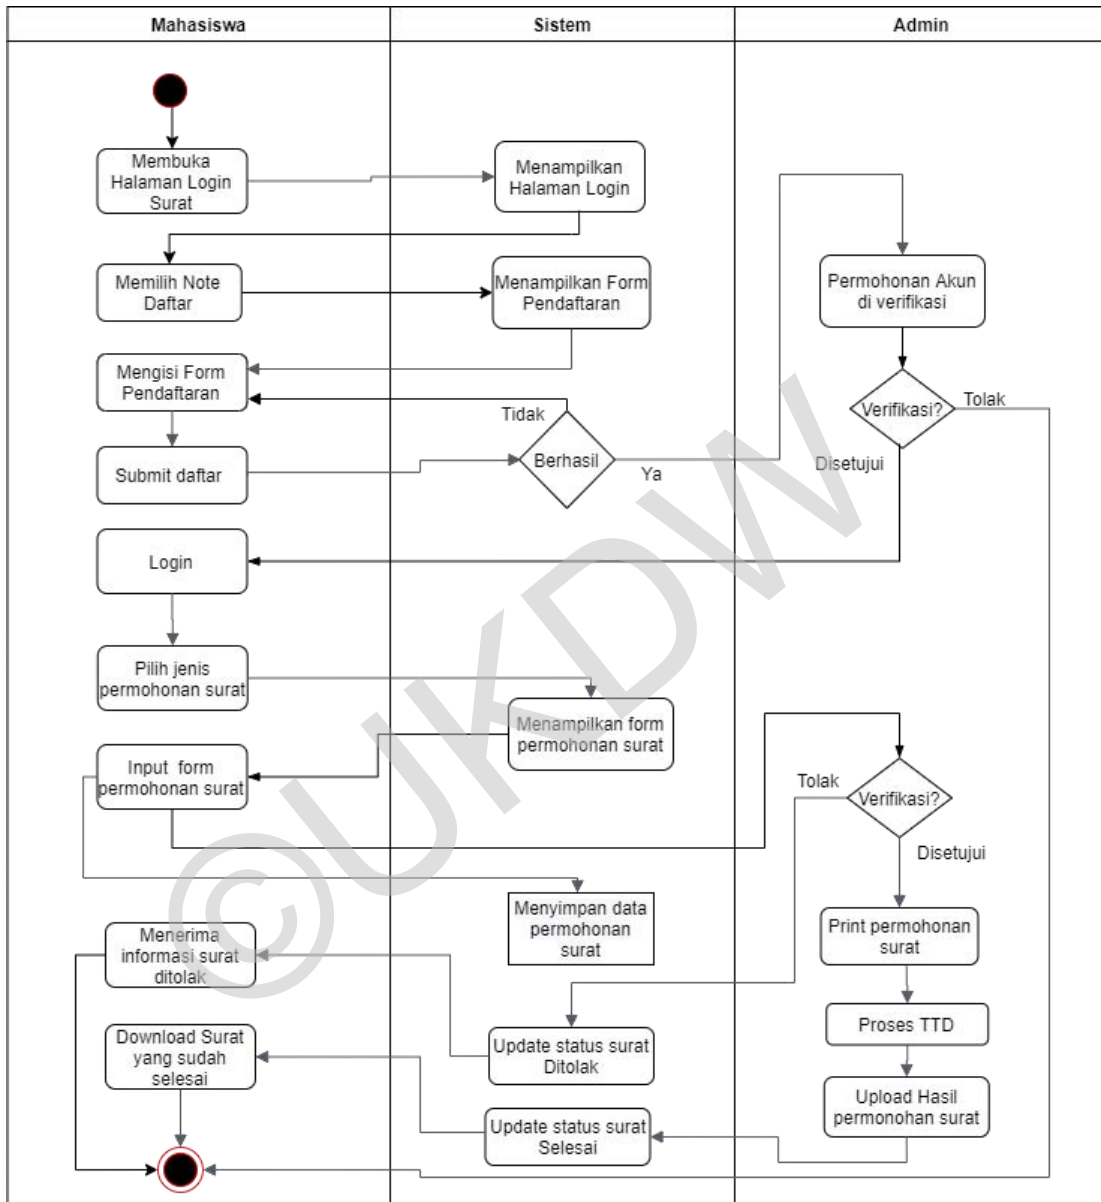 Mahasiswa
Sistem
Admin
Membuka
Halaman Login
Surat
Menampilkan
Halaman Login
Memilih Note
Daftar
Menampilkan Form
Pendaftaran
Permohonan Akun
di verifikasi
Mengisi Form
Pendaftaran
Tidak
Verifikasi?
Tolak
Submit daftar
Berhasil
Ya
Disetujui
Login
Pilih jenis
permohonan surat
Menampilkan form
permohonan surat
Input form
permohonan surat
Tolak
Verifikasi?
Disetujui
Menyimpan data
permohonan
surat
Print permohonan
surat
Menerima
informasi surat
ditolak
Proses TTD
Download Surat
yang sudah
selesai
Update status surat
Ditolak
Upload Hasil
permonohan surat
Update status surat
Selesai
©UKDW